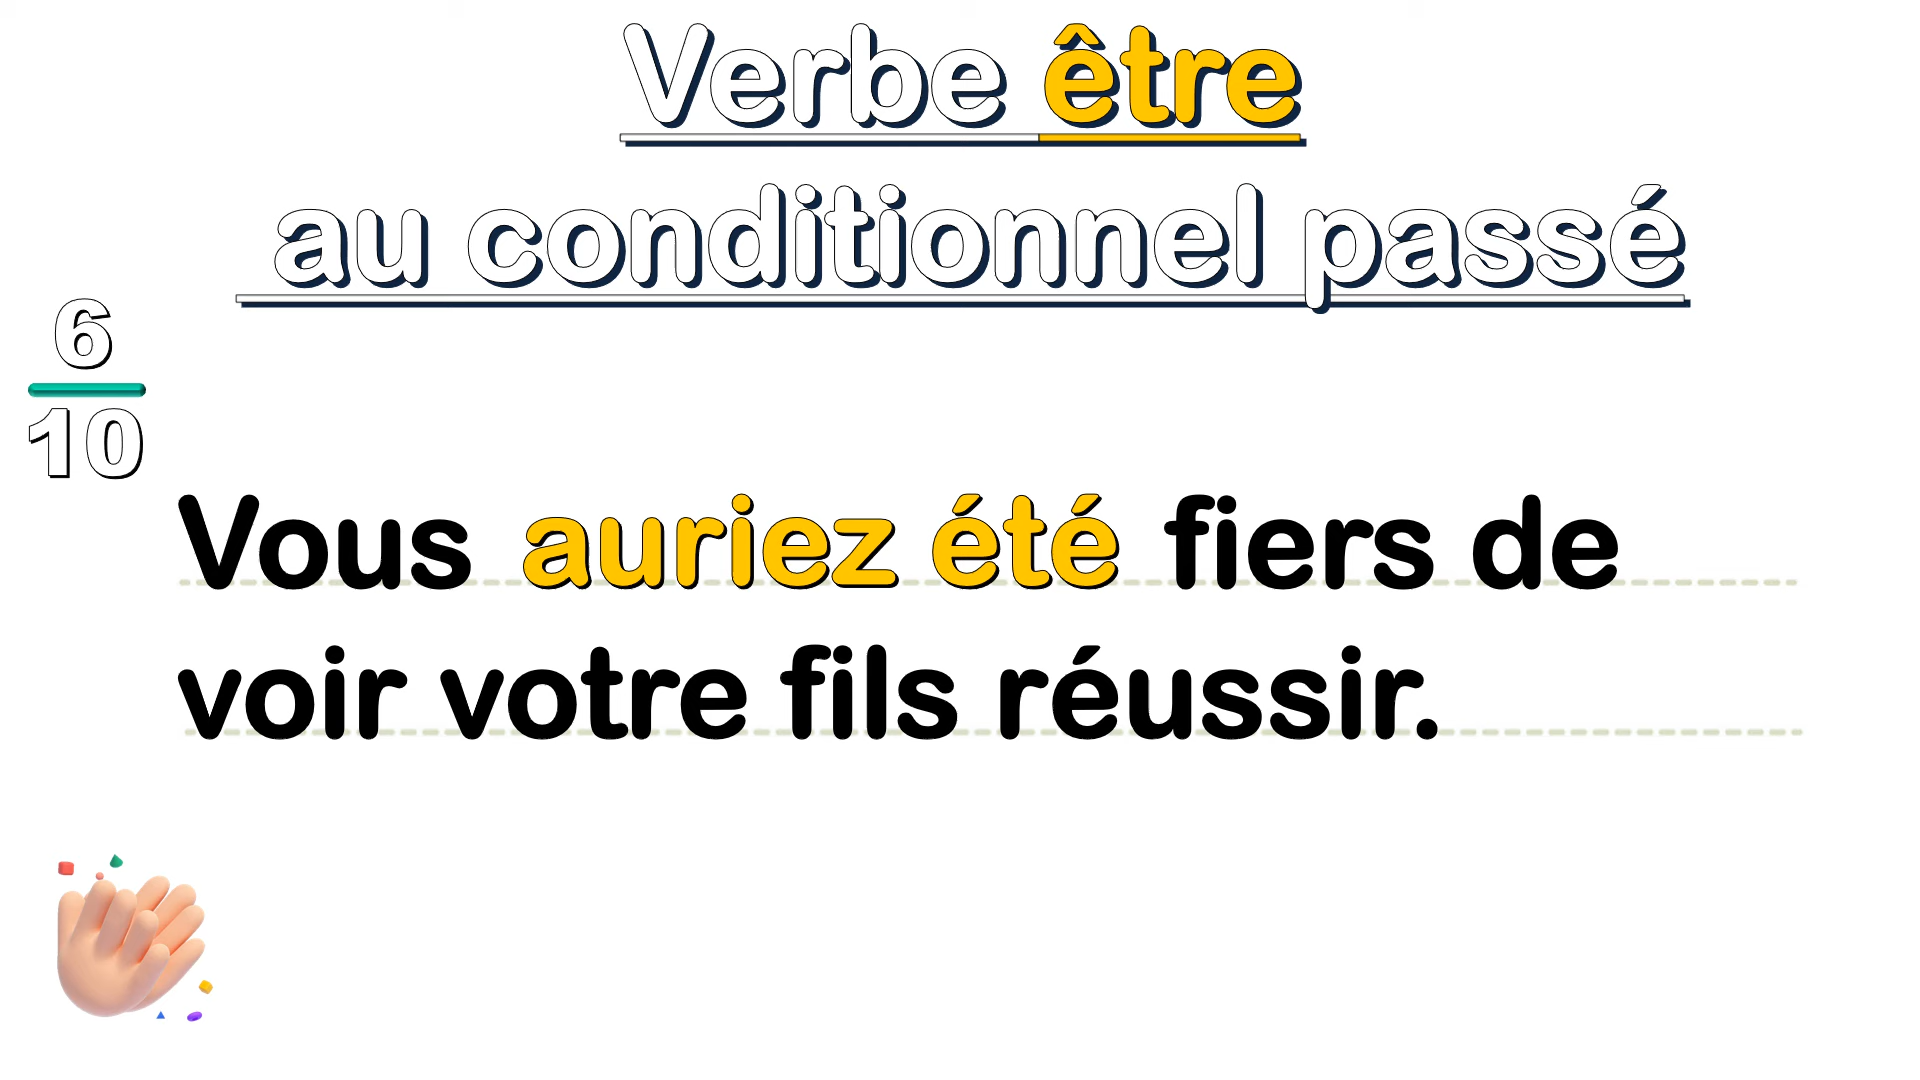 Verbe être
au conditionnel passé
6
10
Vous auriez été fiers de
voir votre fils réussir.